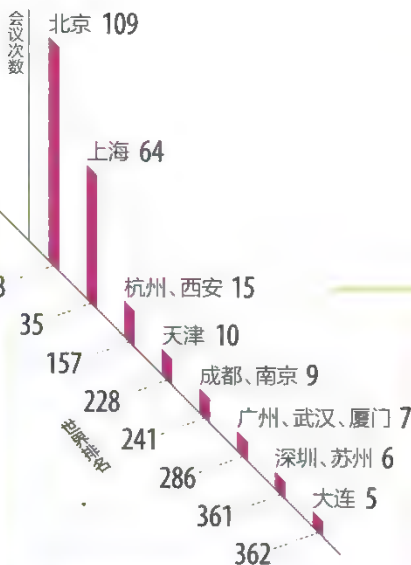 会议次数
北京 109
上海 64
杭州、西安 15
天津 10
成都、南京 9
广州、武汉、厦门 7
深圳、苏州 6
大连 5
8
35
157
228
241
286
361
362
世界排名